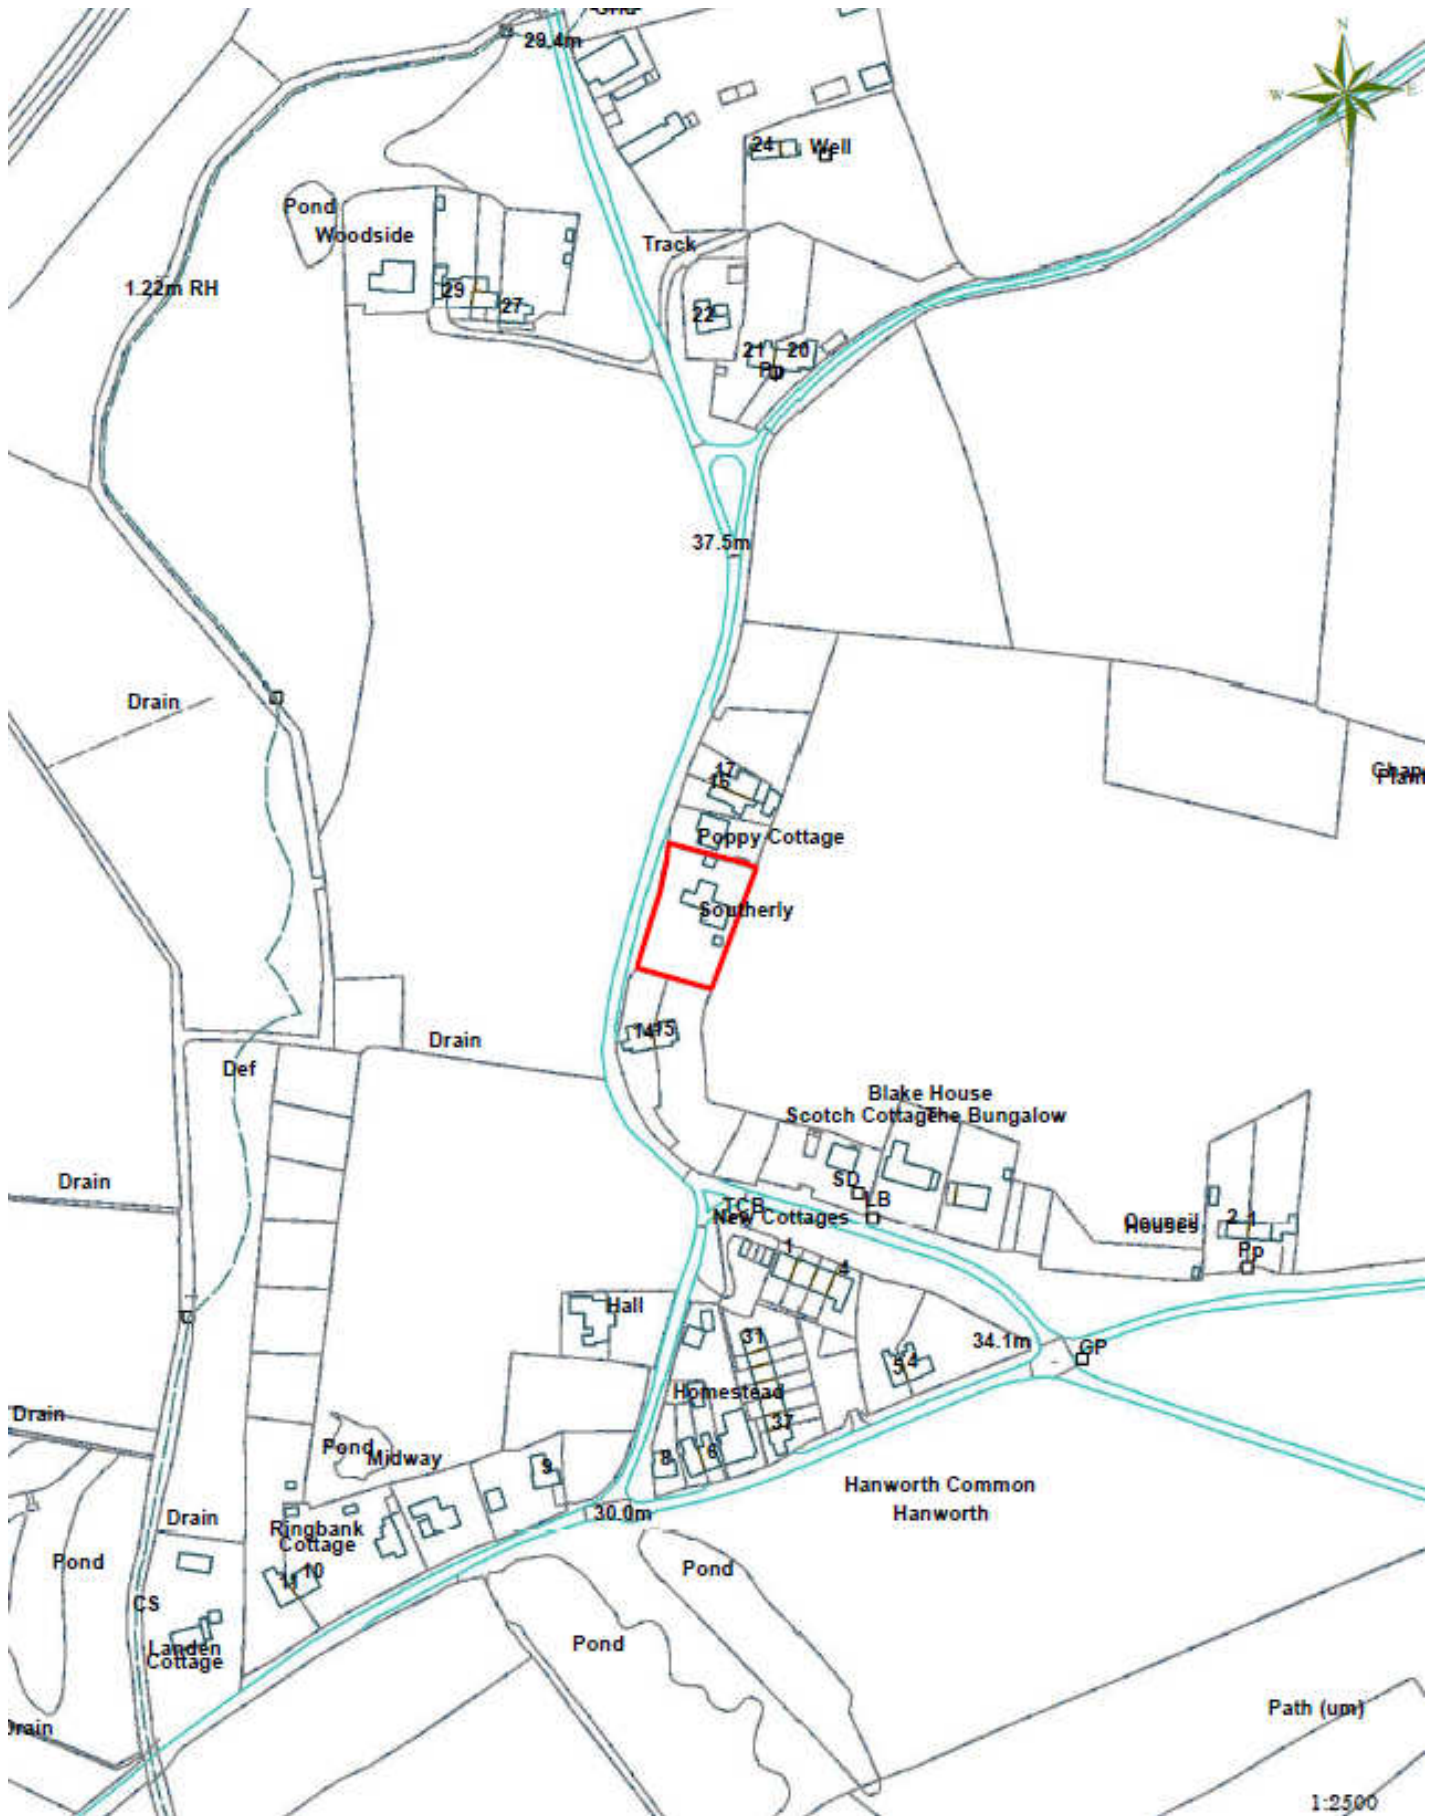 29.4m
N
W
E
24
Well
Pond
Woodside
Track
1.22m RH
29
27
22
21
20
Pp
37.5m
Drain
17
16
Poppy Cottage
Southerly
14
15
Drain
Def
Blake House
Scotch Cottage
The Bungalow
Drain
SD
LB
TCB
New Cottages
Council
Houses
2
1
Pp
1
4
Hall
31
34.1m
GP
5
4
Homestead
37
Drain
Pond
Midway
9
8
6
Hanworth Common
Hanworth
30.0m
Drain
Ringbank
Cottage
Pond
11
10
Pond
CS
Landen
Cottage
Pond
Drain
Path (um)
1:2500